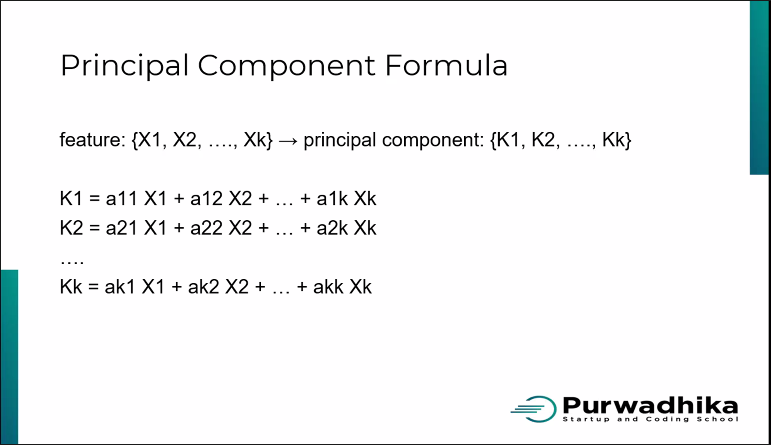 Principal Component Formula
feature: {X1, X2, …., Xk} → principal component: {K1, K2, …., Kk}
K1 = a11 X1 + a12 X2 + … + a1k Xk
K2 = a21 X1 + a22 X2 + … + a2k Xk
….
Kk = ak1 X1 + ak2 X2 + … + akk Xk
Purwadhika
Startup and Coding School